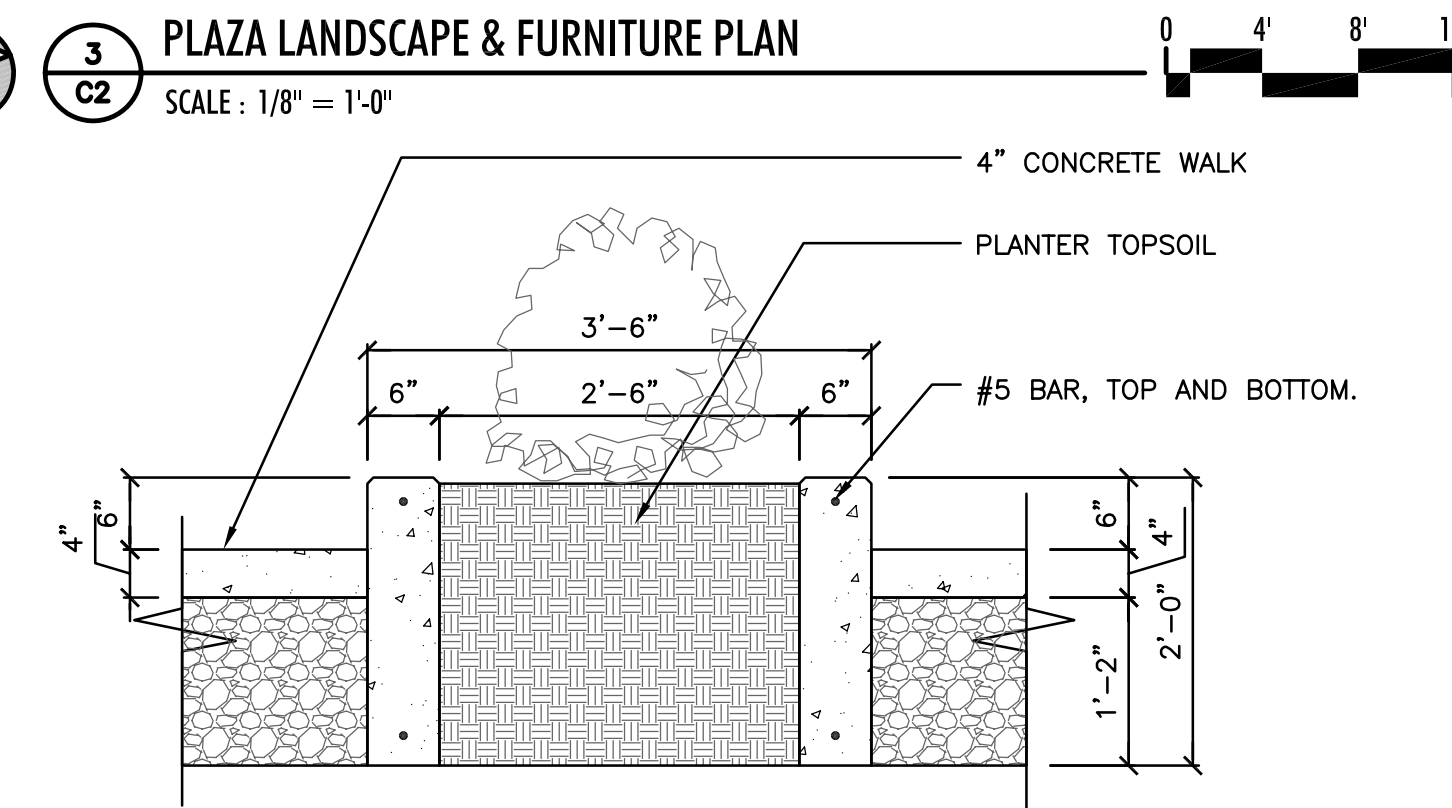 3
C2
PLAZA LANDSCAPE & FURNITURE PLAN
SCALE : 1/8" = 1'-0"
0 4' 8'
4” CONCRETE WALK
PLANTER TOPSOIL
3’–6”
6” 2’–6” 6”
#5 BAR, TOP AND BOTTOM.
6”
4”
6”
4”
2’–0”
1’–2”